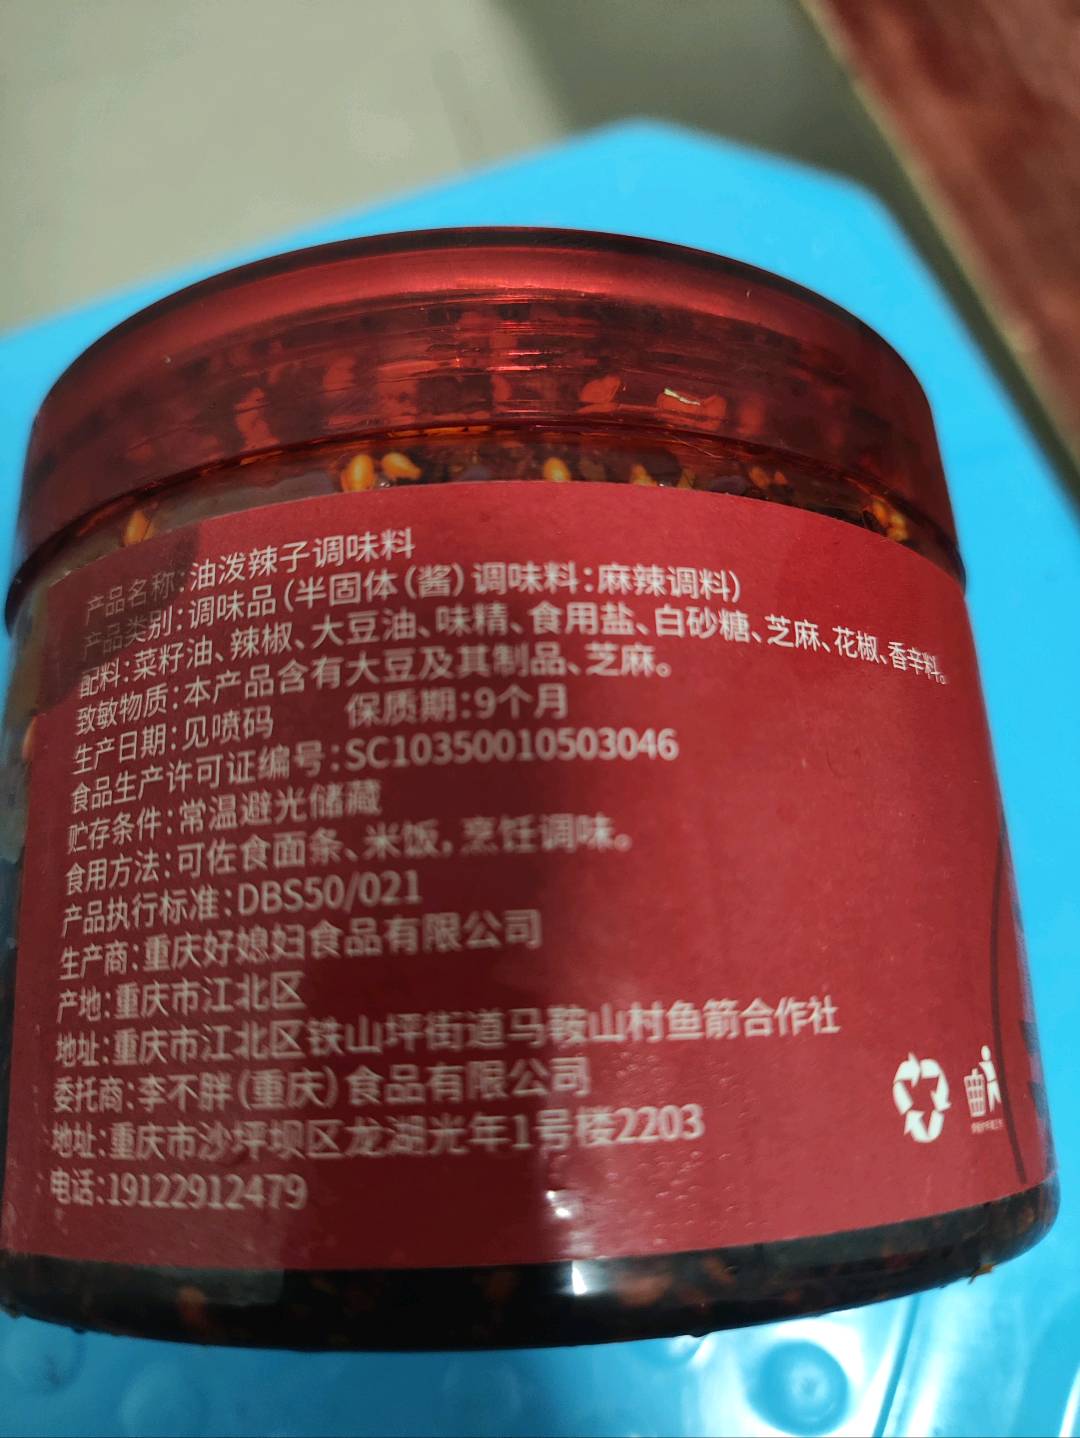 产品名称:油泼辣子调味料
产品类别:调味品(半固体(酱)调味料:麻辣调料)
配料:菜籽油、辣椒、大豆油、味精、食用盐、白砂糖、芝麻、花椒、香辛料。
致敏物质:本产品含有大豆及其制品、芝麻。
生产日期:见喷码 保质期:9个月
食品生产许可证编号:SC10350010503046
贮存条件:常温避光储藏
食用方法:可佐食面条、米饭,烹饪调味。
产品执行标准:DBS50/021
生产商:重庆好媳妇食品有限公司
产地:重庆市江北区
地址:重庆市江北区铁山坪街道马鞍山村鱼箭合作社
委托商:李不胖(重庆)食品有限公司
地址:重庆市沙坪坝区龙湖光年1号楼2203
电话:19122912479